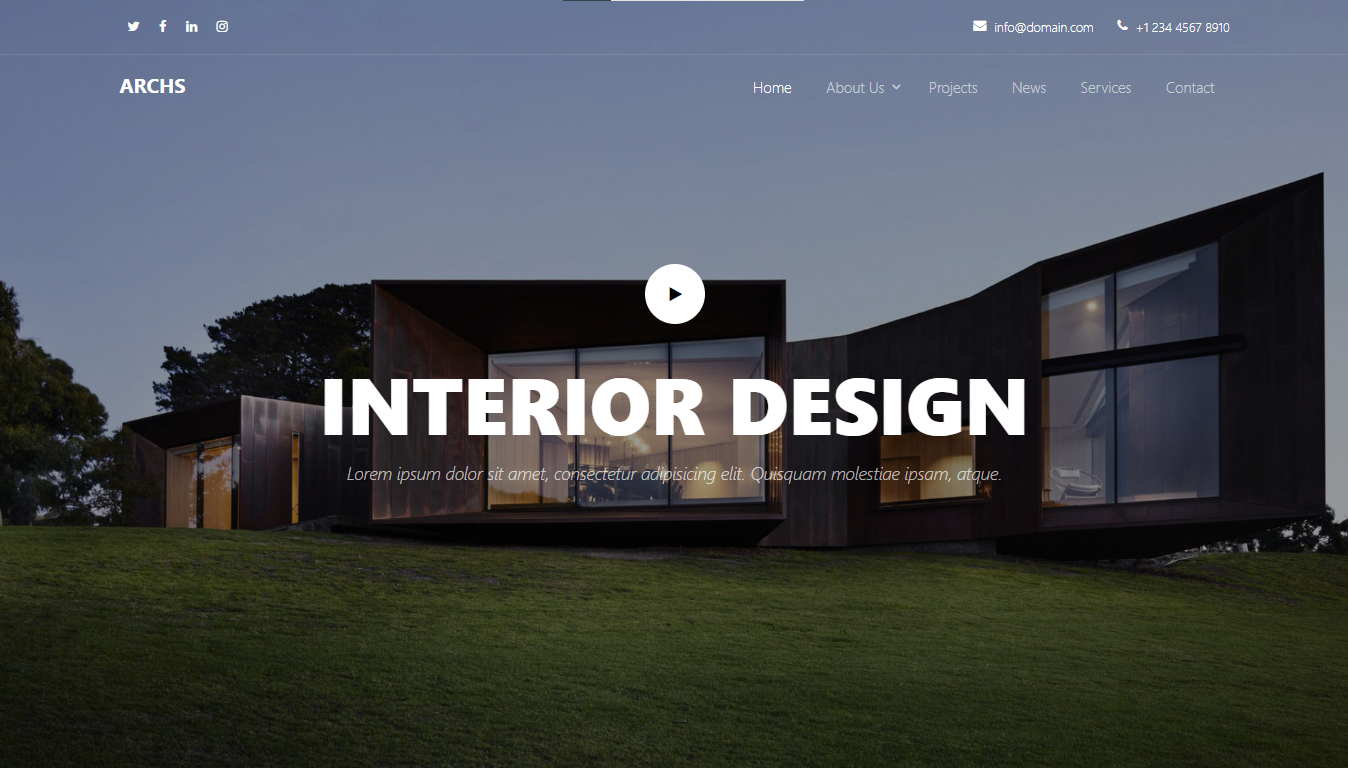 info@domain.com +1 234 4567 8910
ARCHS Home About Us Projects News Services Contact
INTERIOR DESIGN
Lorem ipsum dolor sit amet, consectetur adipisicing elit. Quisquam molestiae ipsam, atque.